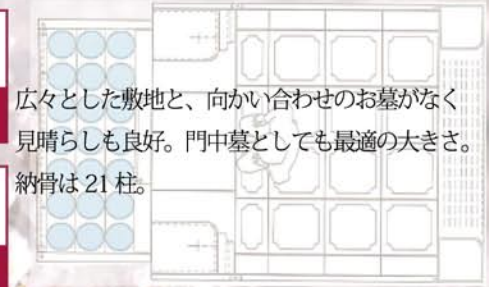 広々とした敷地と、向かい合わせのお墓がなく
見晴らしも良好。門中墓としても最適の大きさ。
納骨は 21 柱。